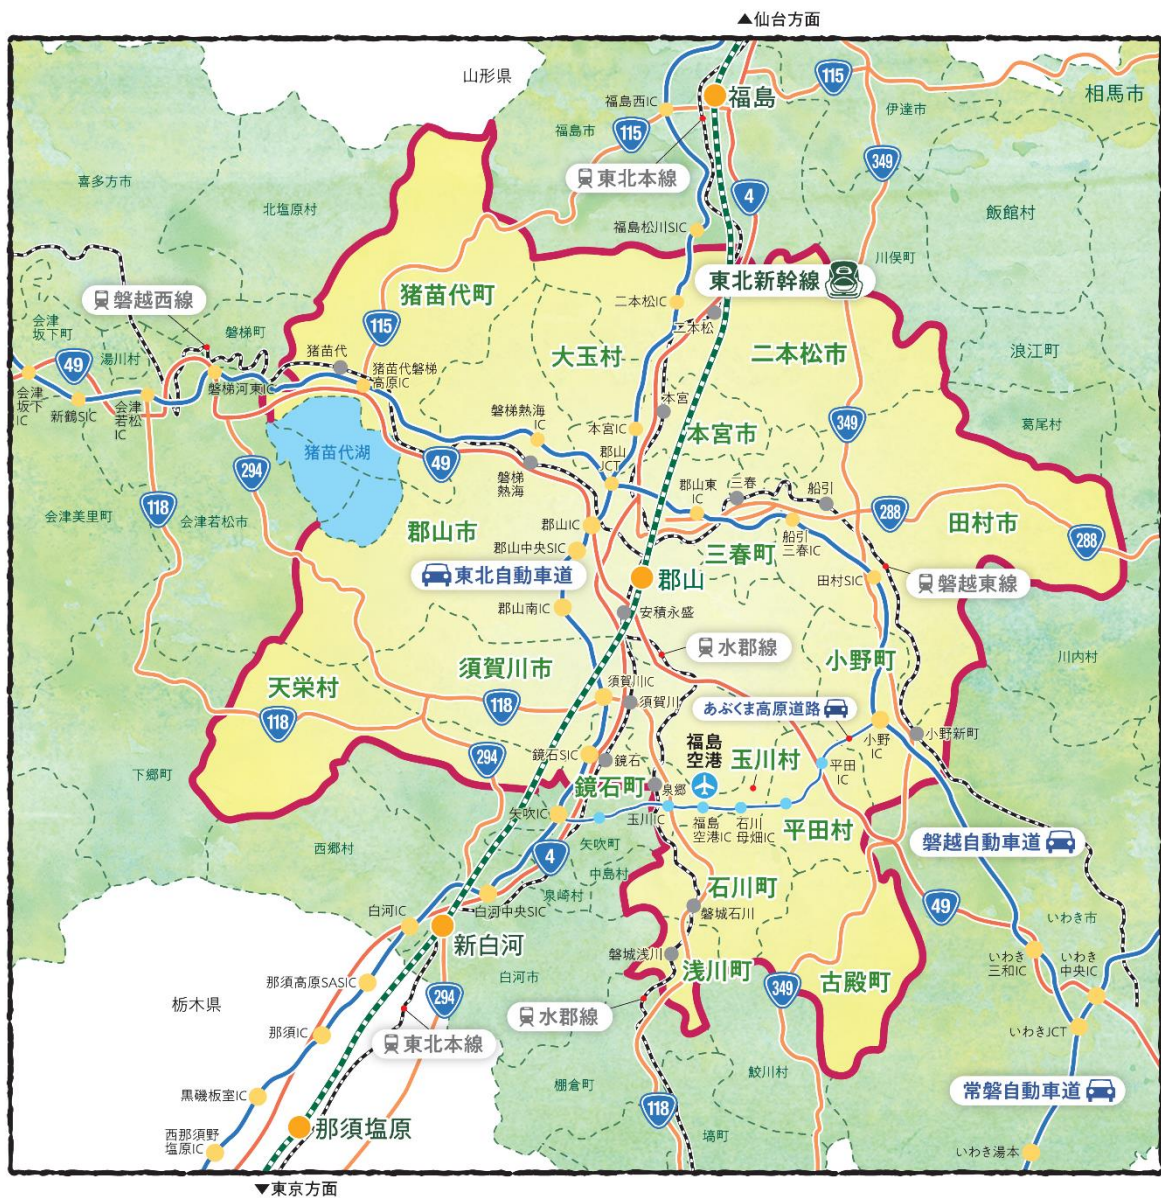 ▲仙台方面
山形県
福島西IC
福島
115
伊達市
相馬市
福島市
115
349
東北本線
喜多方市
4
北塩原村
飯館村
福島松川SIC
川俣町
東北新幹線
猪苗代町
磐越西線
二本松IC
二本松
会津
坂下町
湯川村
磐梯町
115
猪苗代
大玉村
二本松市
浪江町
49
猪苗代磐梯
高原IC
磐梯河東IC
会津
坂下
IC
新鶴SIC
会津
若松
IC
磐梯熱海
IC
本宮
本宮IC
本宮市
349
葛尾村
猪苗代湖
郡山
JCT
49
294
磐梯
熱海
郡山東
IC
三春
船引
118
会津美里町
会津若松市
郡山市
郡山IC
288
田村市
288
船引
三春IC
郡山中央SIC
三春町
東北自動車道
郡山
田村SIC
磐越東線
郡山南IC
安積永盛
水郡線
川内村
小野町
須賀川市
天栄村
須賀川IC
須賀川
118
118
あぶくま高原道路
小野
IC
小野新町
福島
空港
294
鏡石SIC
鏡石
玉川村
平田
IC
下郷町
鏡石町
泉郷
矢吹IC
玉川IC
福島
空港IC
石川
母畑IC
平田村
磐越自動車道
西郷村
矢吹町
4
中島村
泉崎村
石川町
49
白河IC
白河中央SIC
磐城石川
いわき市
新白河
磐城浅川
いわき
三和IC
いわき
中央IC
那須高原SASIC
白河市
浅川町
古殿町
栃木県
294
349
水郡線
那須IC
東北本線
いわきJCT
棚倉町
鮫川村
黒磯板室IC
118
常磐自動車道
那須塩原
塙町
西那須野
塩原IC
いわき湯本
▼東京方面